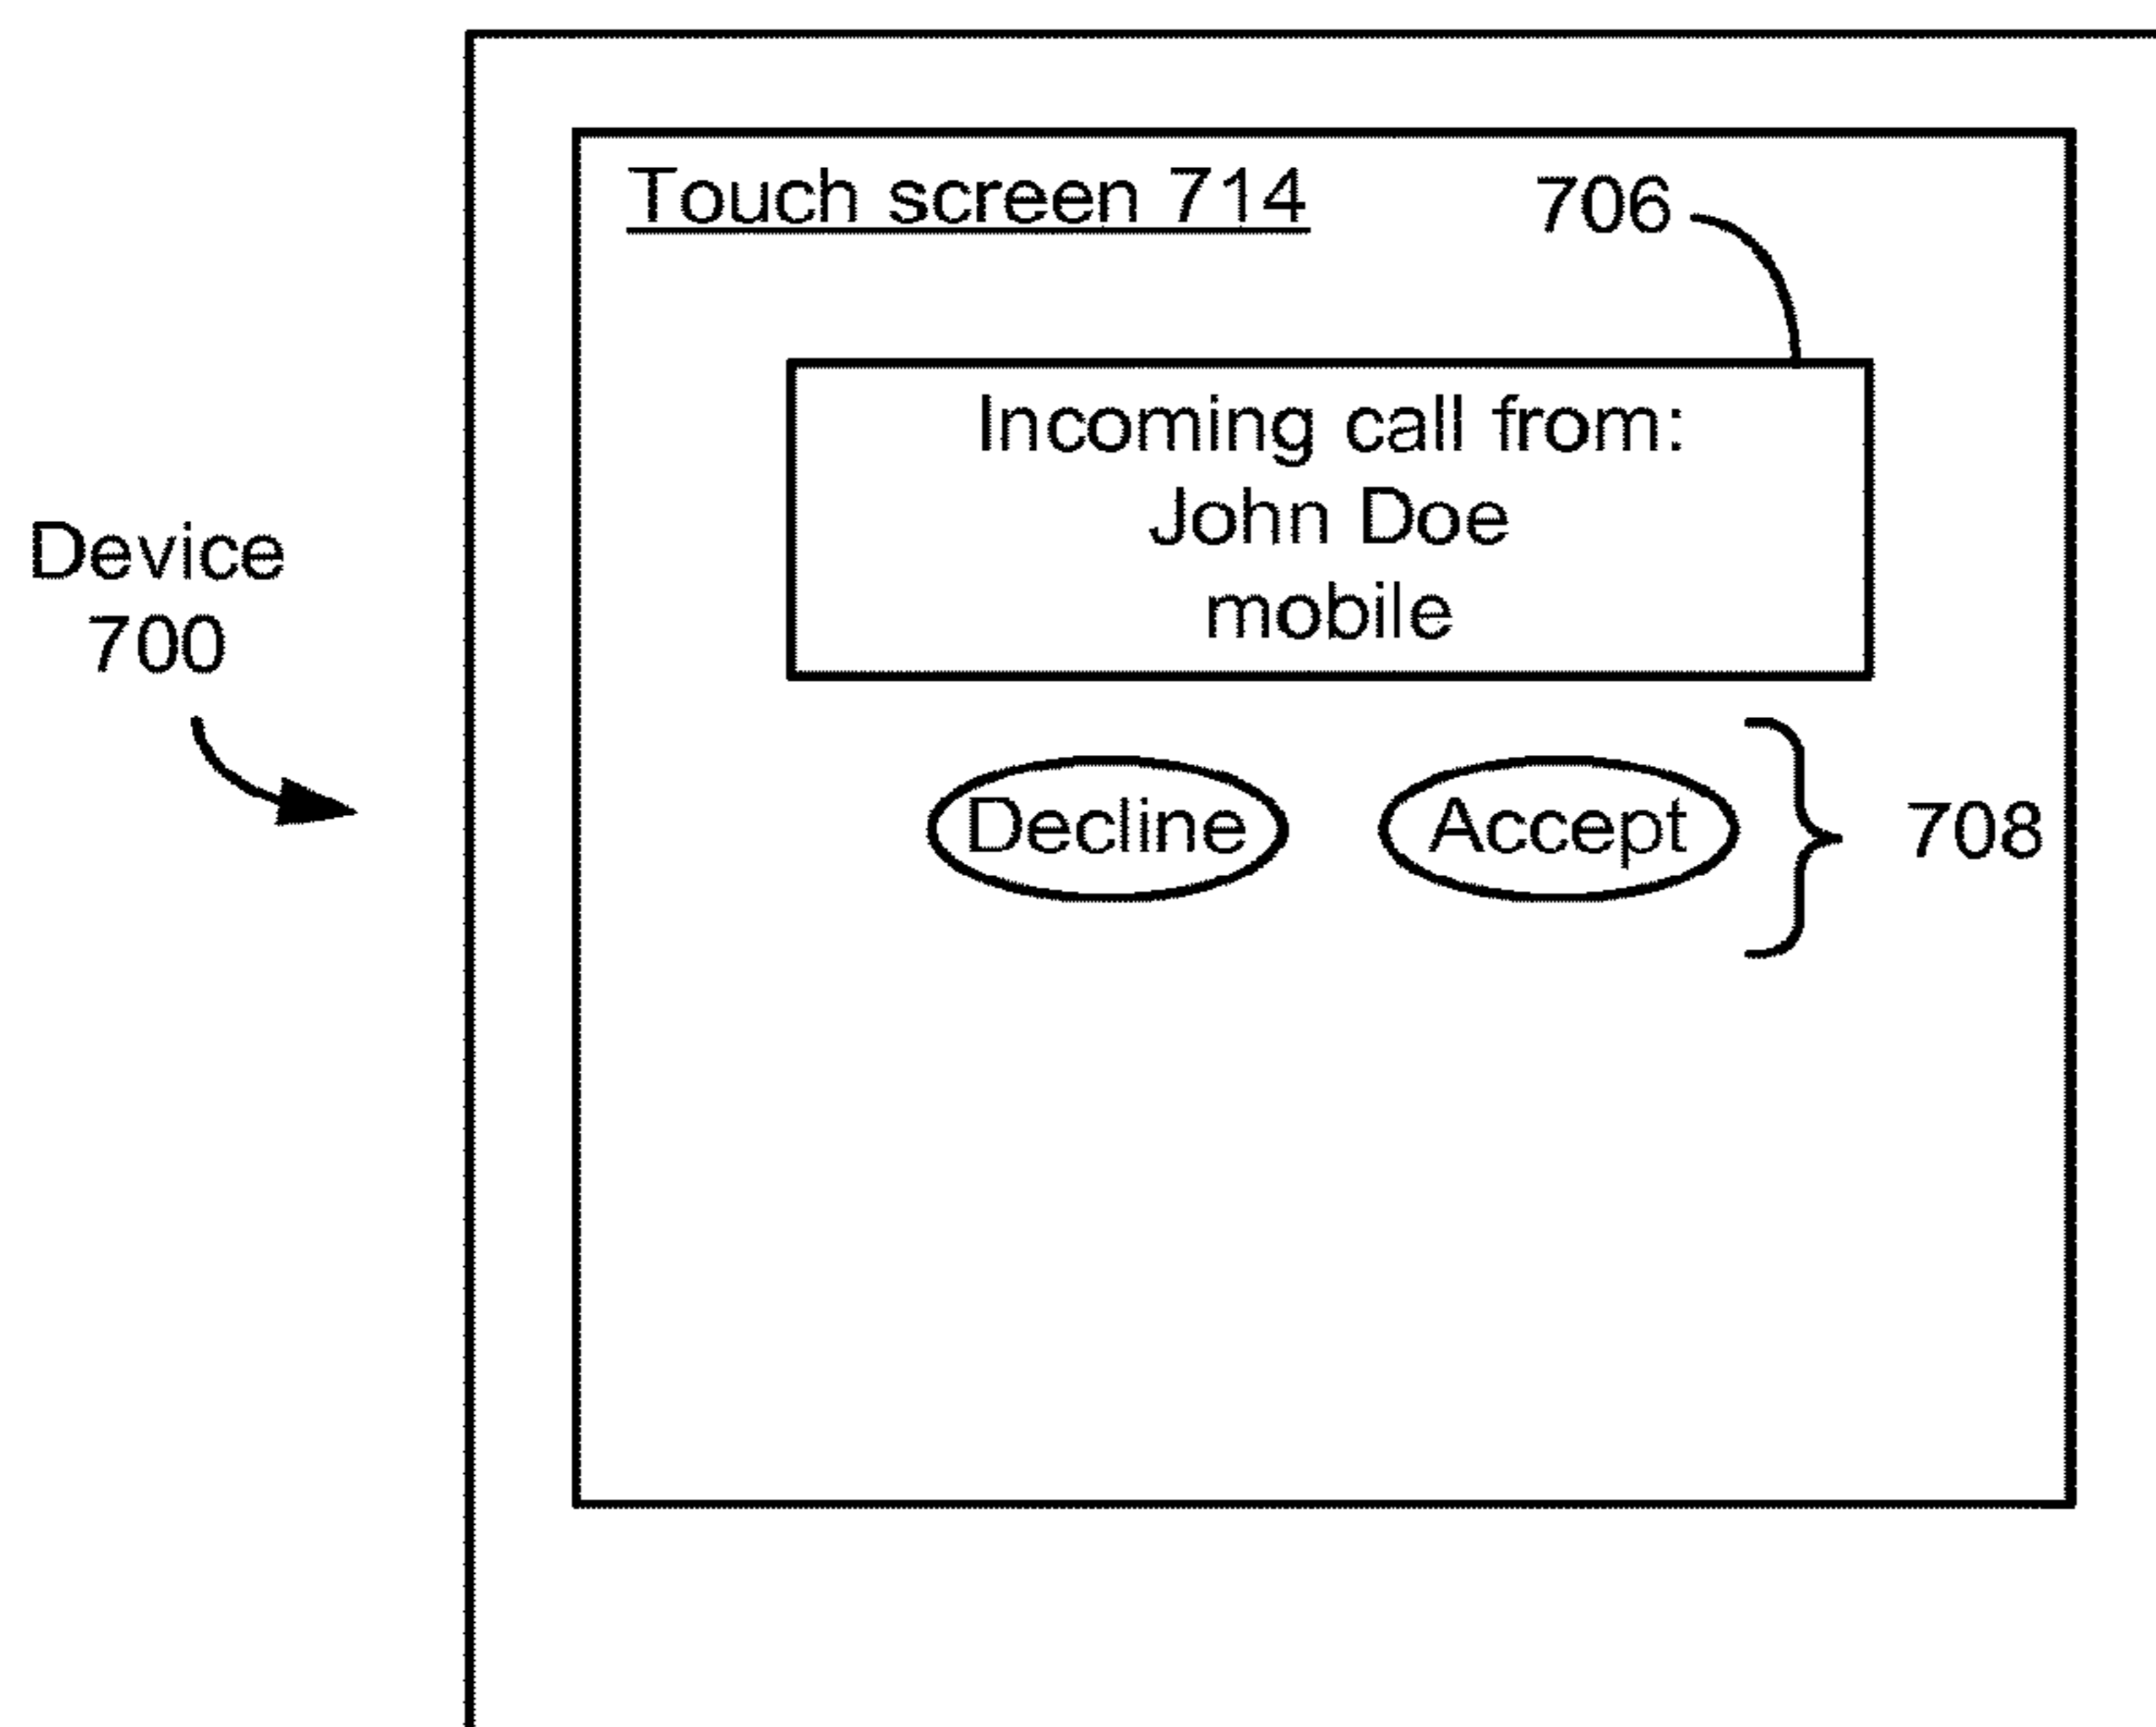 Touch screen 714
706
Incoming call from:
John Doe
mobile
Device
700
Decline
Accept
708